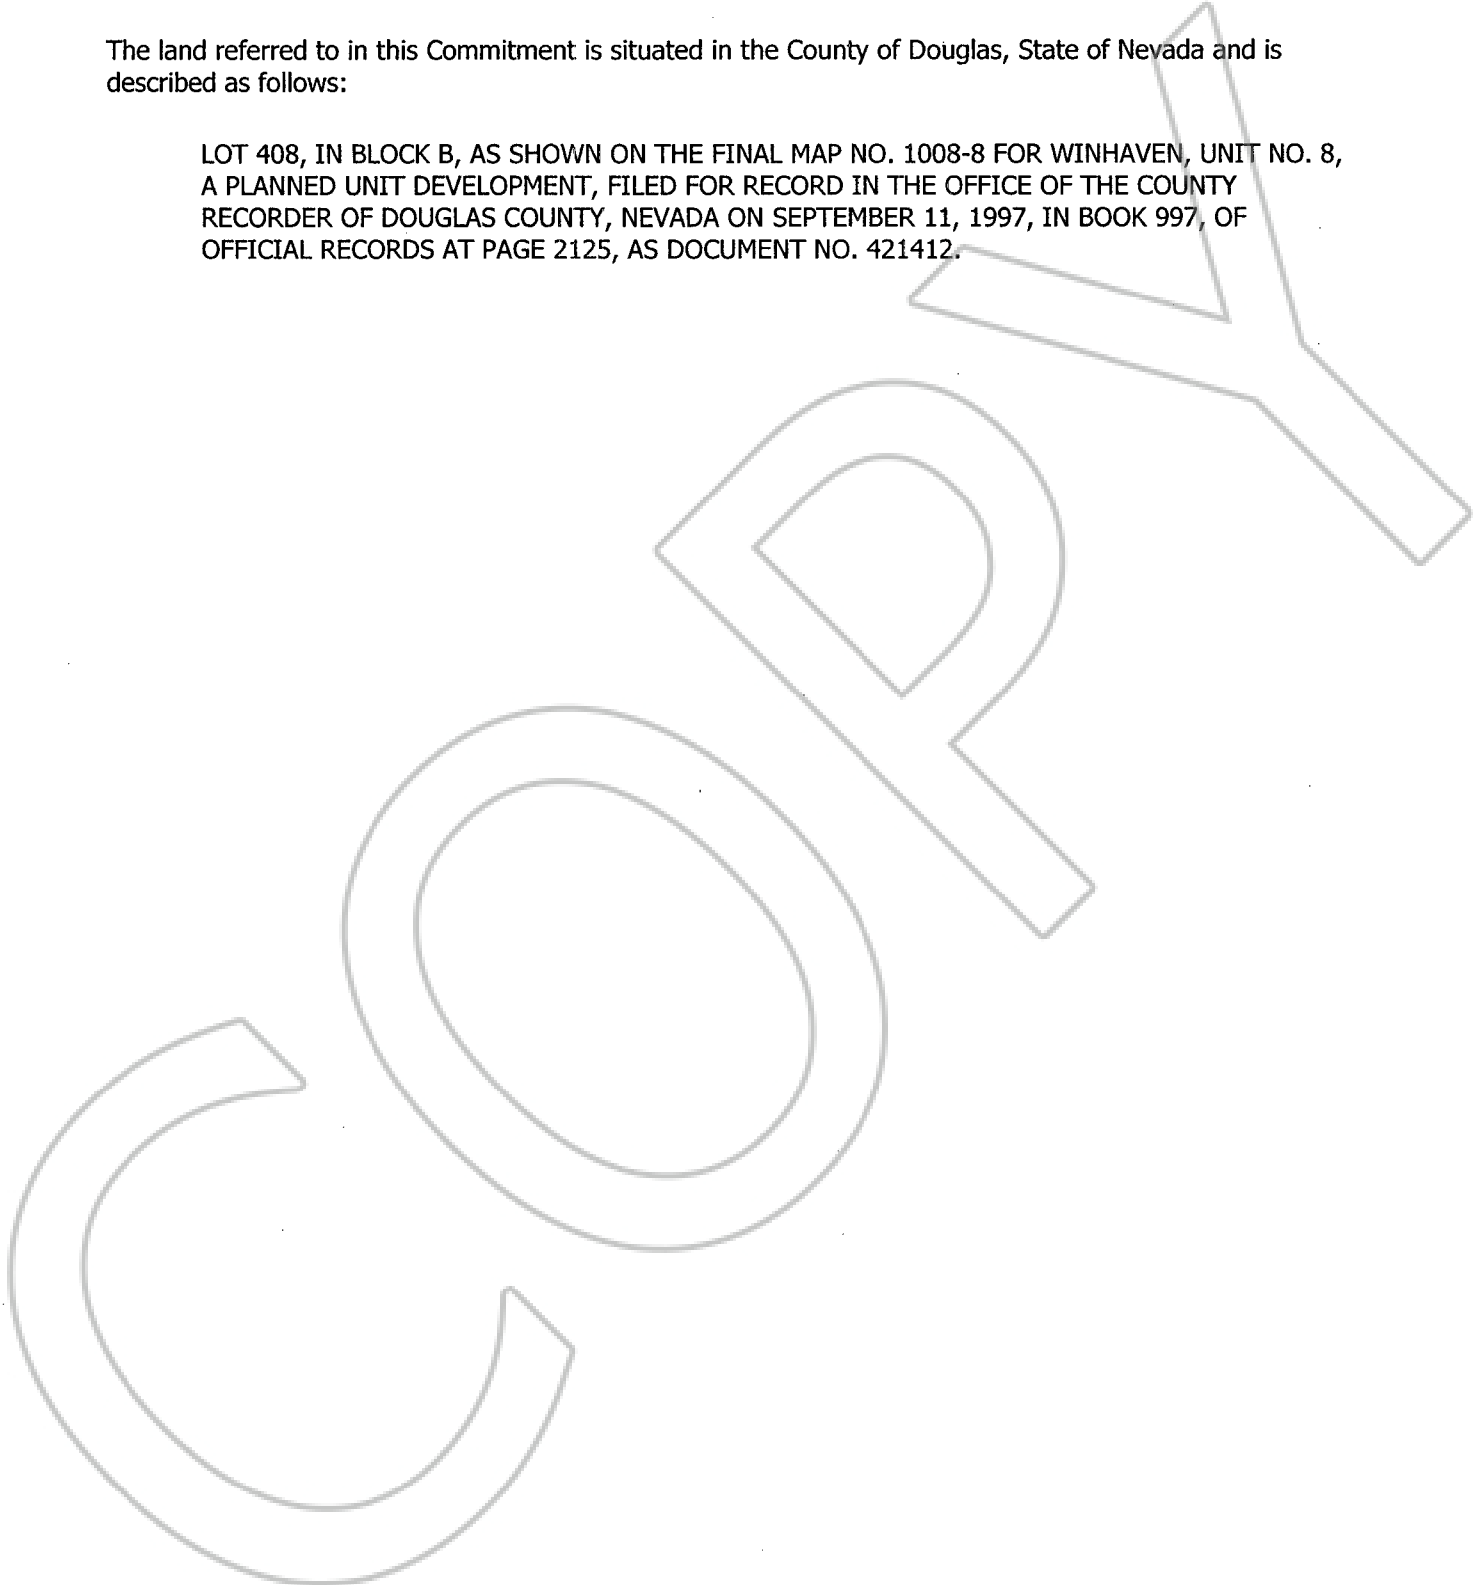 The land referred to in this Commitment is situated in the County of Douglas, State of Nevada and is
described as follows:
LOT 408, IN BLOCK B, AS SHOWN ON THE FINAL MAP NO. 1008-8 FOR WINHAVEN, UNIT NO. 8,
A PLANNED UNIT DEVELOPMENT, FILED FOR RECORD IN THE OFFICE OF THE COUNTY
RECORDER OF DOUGLAS COUNTY, NEVADA ON SEPTEMBER 11, 1997, IN BOOK 997, OF
OFFICIAL RECORDS AT PAGE 2125, AS DOCUMENT NO. 421412.
COPY